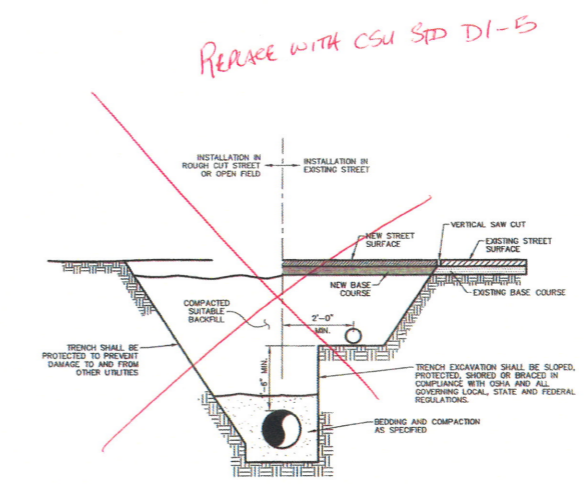 REPLACE WITH CSU STD D1-5
INSTALLATION IN
ROUGH CUT STREET
OR OPEN FIELD
INSTALLATION IN
EXISTING STREET
VERTICAL SAW CUT
NEW STREET
SURFACE
EXISTING STREET
SURFACE
NEW BASE
COURSE
EXISTING BASE COURSE
COMPACTED
SUITABLE
BACKFILL
2'-0"
MIN.
TRENCH SHALL BE
PROTECTED TO PREVENT
DAMAGE TO AND FROM
OTHER UTILITIES
MIN.
TRENCH EXCAVATION SHALL BE SLOPED,
PROTECTED, SHORED OR BRACED IN
COMPLIANCE WITH OSHA AND ALL
GOVERNING LOCAL, STATE AND FEDERAL
REGULATIONS.
BEDDING AND COMPACTION
AS SPECIFIED